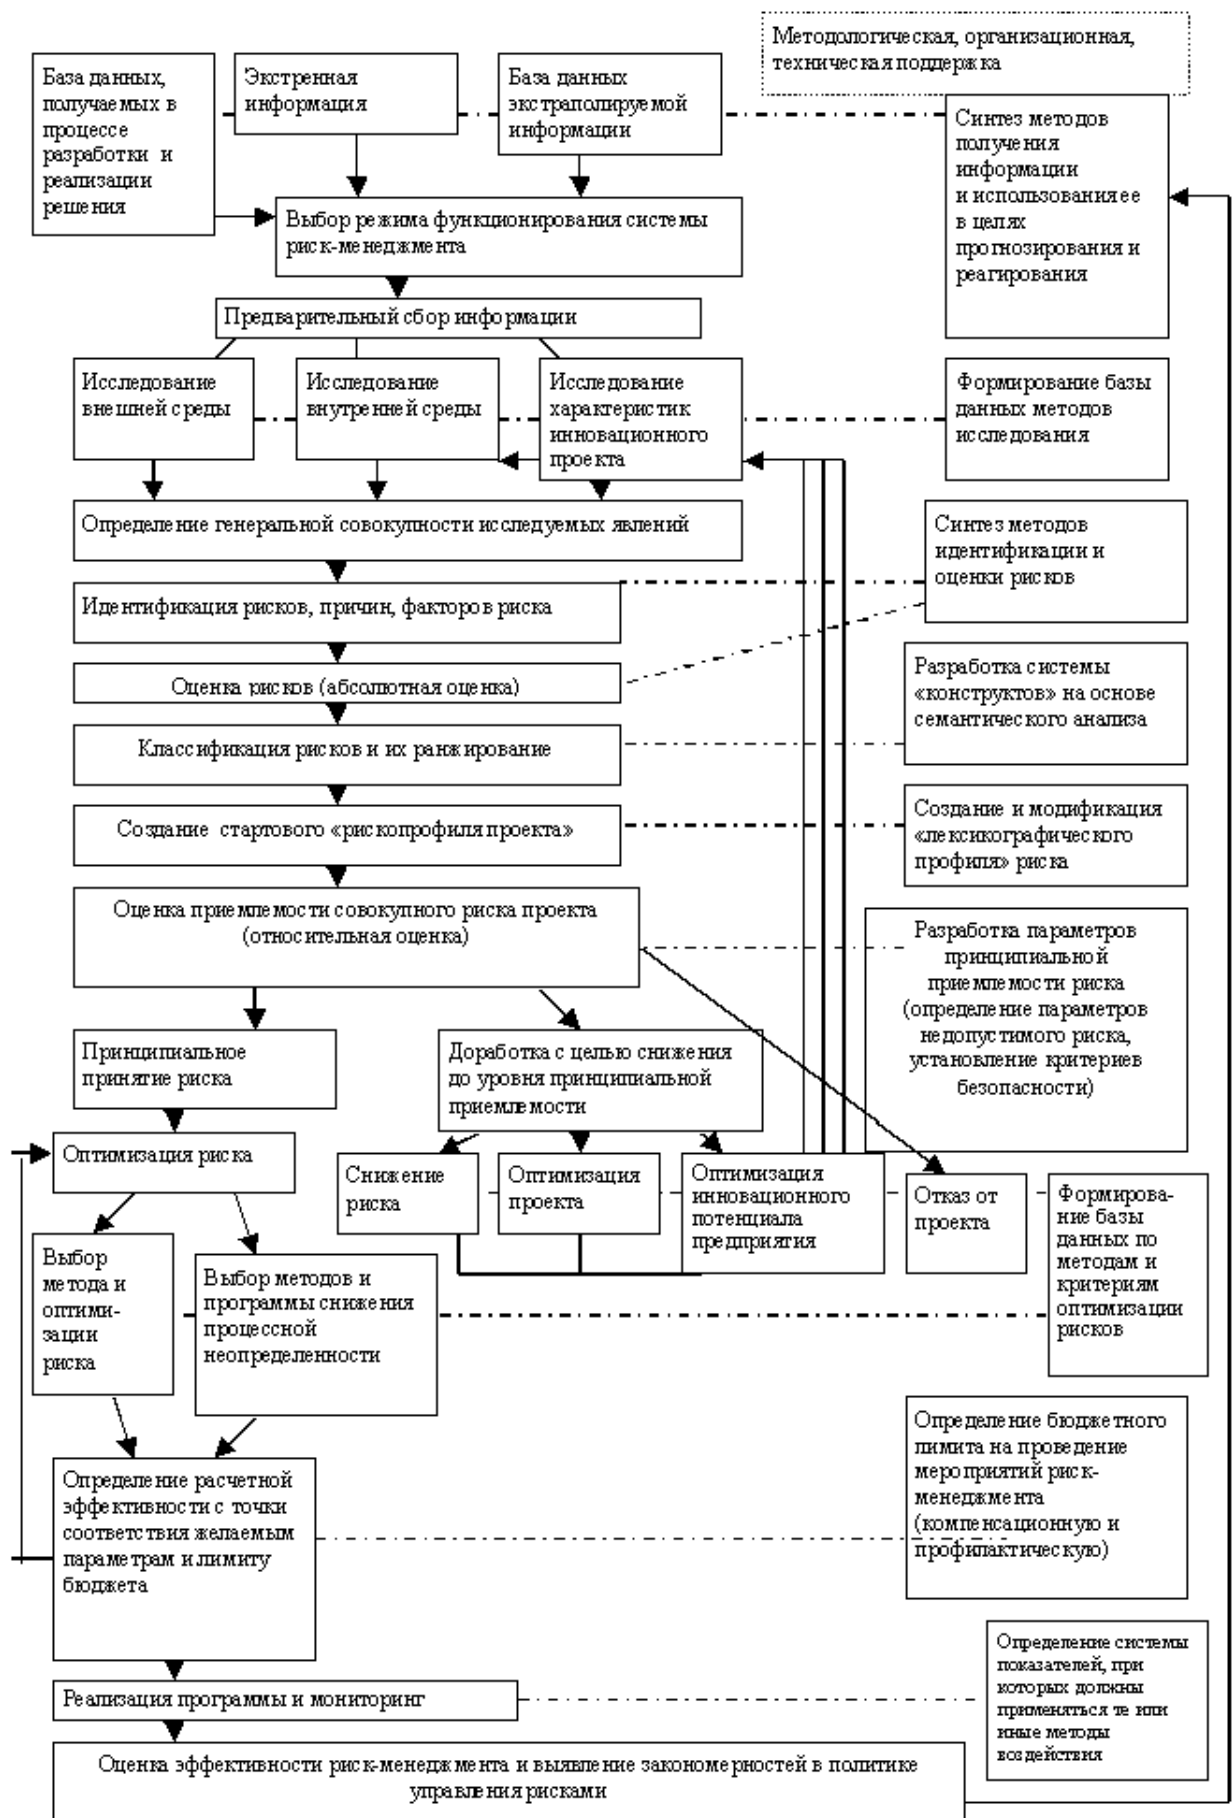 Методологическая, организационная,
техническая поддержка
База данных,
получаемых в
процессе
разработки и
реализации
решения
Экстренная
информация
База данных
экстраполируемой
информации
Синтез методов
получения
информации
и использования ее
в целях
прогнозирования и
реагирования
Выбор режима функционирования системы
риск-менеджмента
Предварительный сбор информации
Исследование
внешней среды
Исследование
внутренней среды
Исследование
характеристик
инновационного
проекта
Формирование базы
данных методов
исследования
Определение генеральной совокупности исследуемых явлений
Синтез методов
идентификации и
оценки рисков
Идентификация рисков, причин, факторов риска
Оценка рисков (абсолютная оценка)
Разработка системы
«конструктов» на основе
семантического анализа
Классификация рисков и их ранжирование
Создание стартового «рископрофиля проекта»
Создание и модификация
«лексикографического
профиля» риска
Оценка приемлемости совокупного риска проекта
(относительная оценка)
Разработка параметров
принципиальной
приемлемости риска
(определение параметров
недопустимого риска,
установление критериев
безопасности)
Принципиальное
принятие риска
Доработка с целью снижения
до уровня принципиальной
приемлемости
Оптимизация риска
Снижение
риска
Оптимизация
проекта
Оптимизация
инновационного
потенциала
предприятия
Отказ от
проекта
Формирова-
ние базы
данных по
методам и
критериям
оптимизации
рисков
Выбор
метода и
оптими-
зации
риска
Выбор методов и
программы снижения
процессной
неопределенности
Определение бюджетного
лимита на проведение
мероприятий риск-
менеджмента
(компенсационную и
профилактическую)
Определение расчетной
эффективности с точки
соответствия желаемым
параметрам и лимиту
бюджета
Определение системы
показателей, при
которых должны
применяться те или
иные методы
воздействия
Реализация программы и мониторинг
Оценка эффективности риск-менеджмента и выявление закономерностей в политике
управления рисками